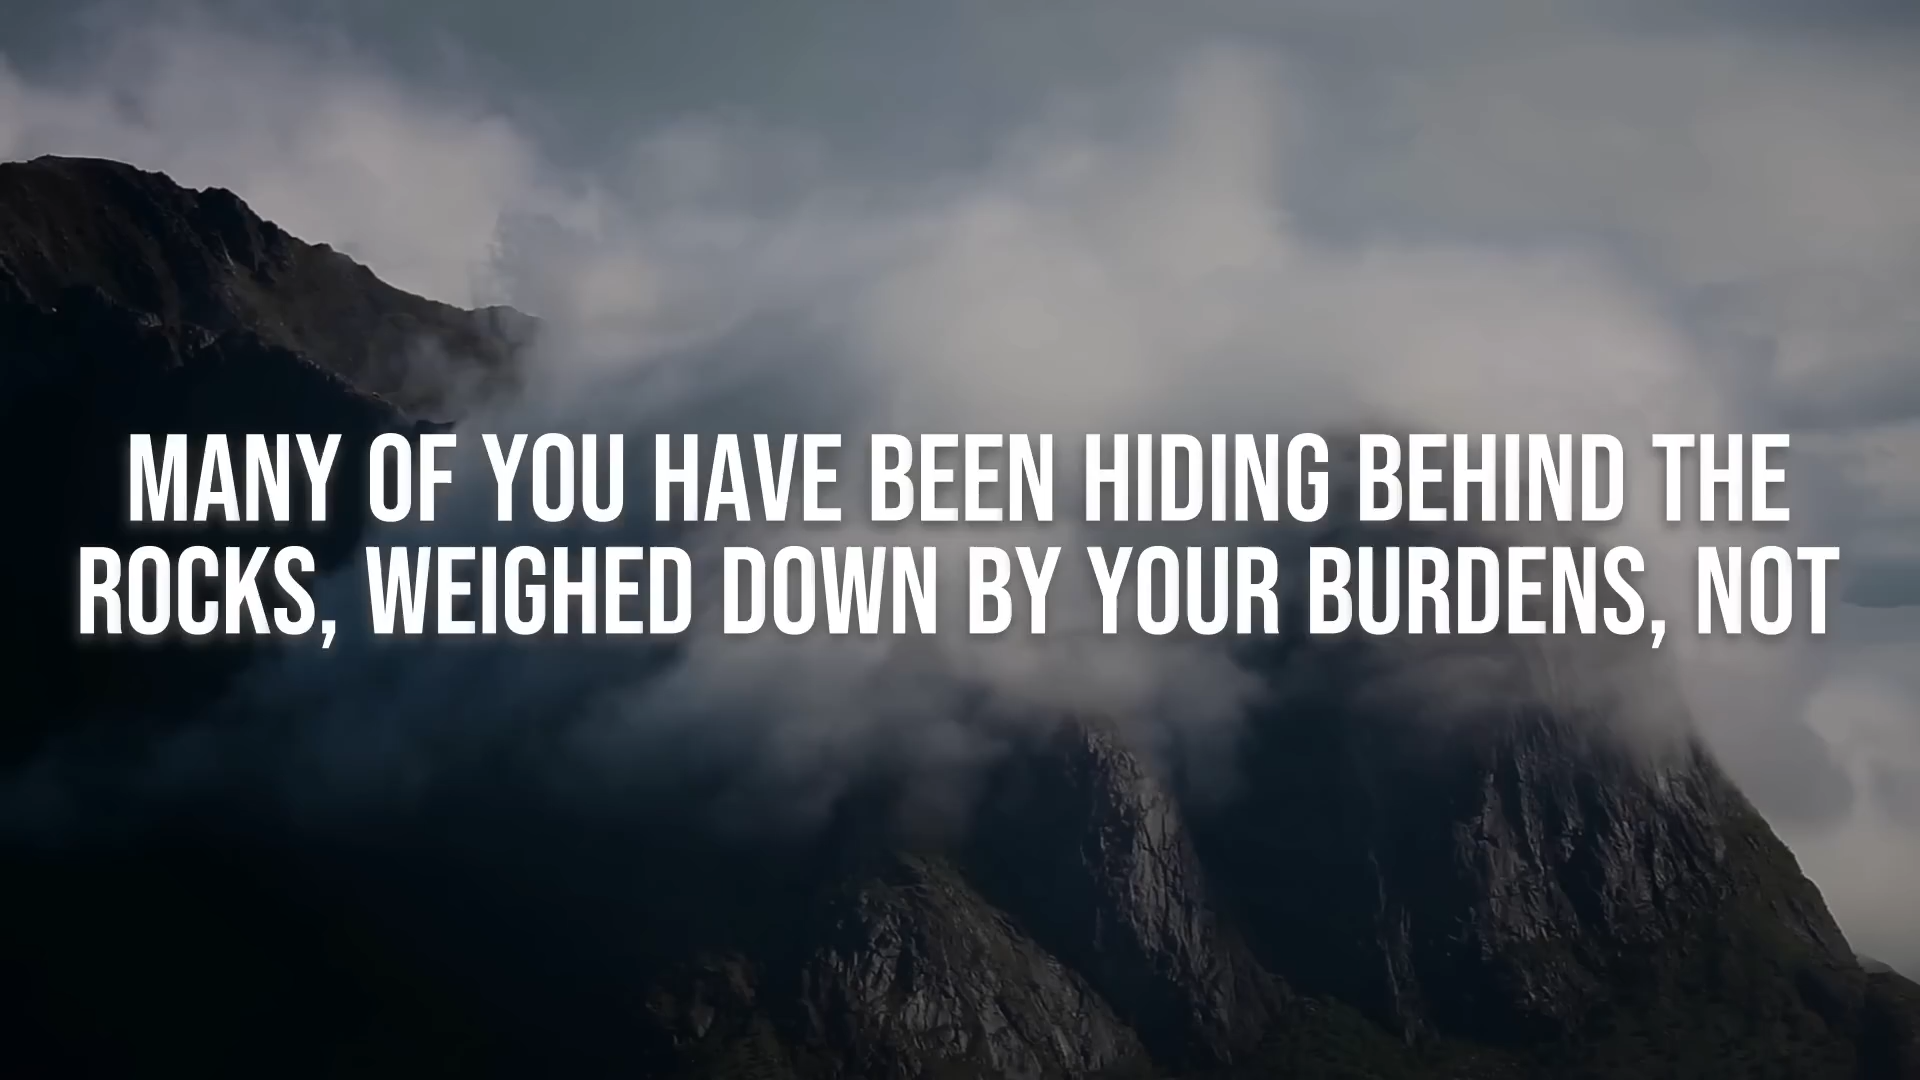 MANY OF YOU HAVE BEEN HIDING BEHIND THE
ROCKS, WEIGHED DOWN BY YOUR BURDENS, NOT